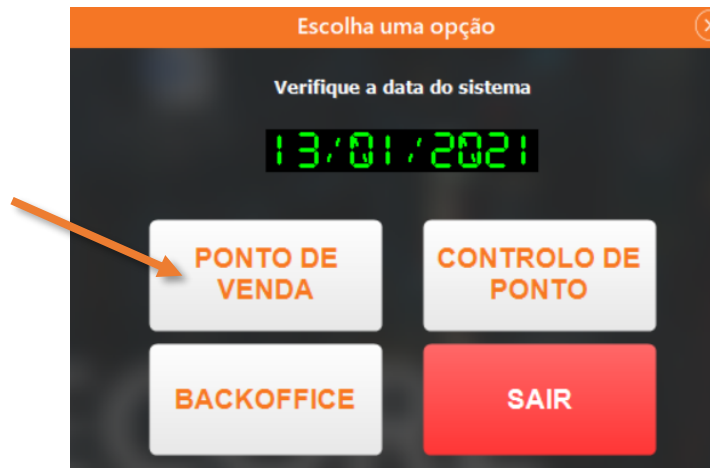 Escolha uma opção
Verifique a data do sistema
13/01/2021
PONTO DE
VENDA
CONTROLO DE
PONTO
BACKOFFICE
SAIR